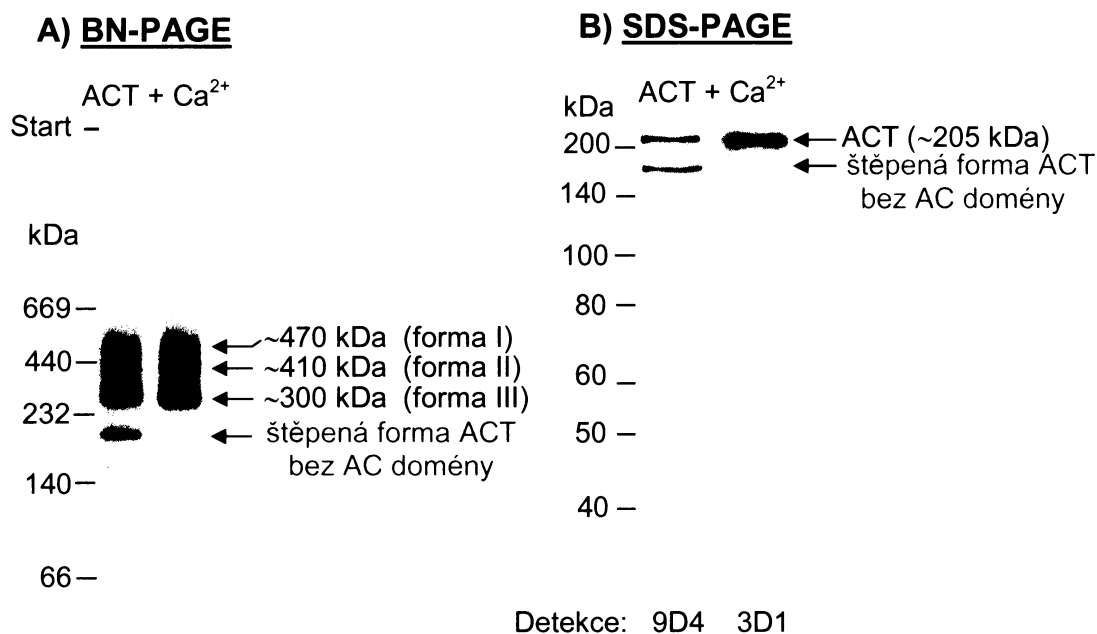 A) BN-PAGE
ACT + Ca²⁺
Start –
kDa
669
440
232
140
66
~470 kDa (forma I)
~410 kDa (forma II)
~300 kDa (forma III)
štěpená forma ACT
bez AC domény
B) SDS-PAGE
kDa
ACT + Ca²⁺
200
140
100
80
60
50
40
ACT (~205 kDa)
štěpená forma ACT
bez AC domény
Detekce: 9D4 3D1